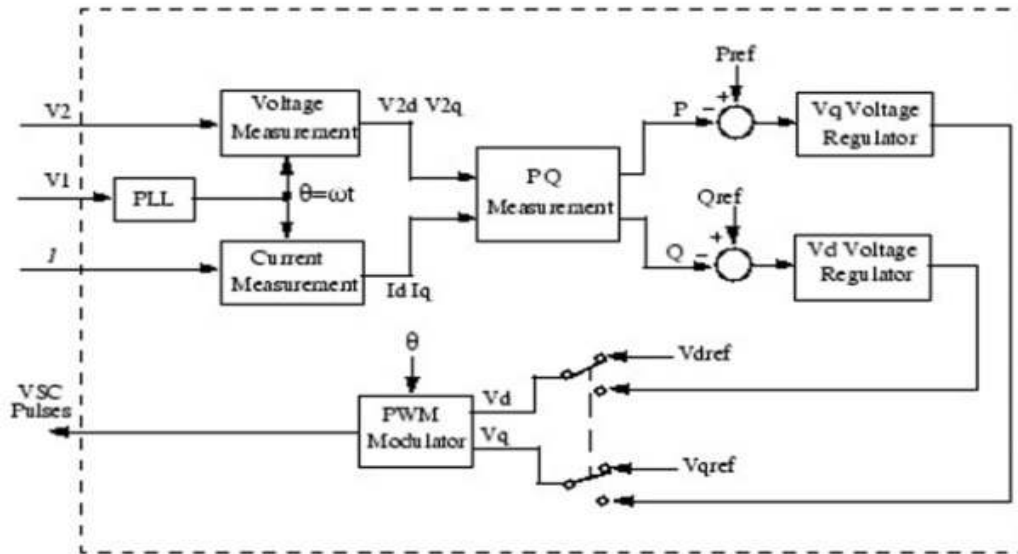 Pref
V2
Voltage
Measurement
V2d V2q
P
-
+
Vq Voltage
Regulator
V1
PLL
θ=ωt
PQ
Measurement
Qref
I
Current
Measurement
Id Iq
Q
-
+
Vd Voltage
Regulator
θ
Vdref
VSC
Pulses
PWM
Modulator
Vd
Vq
Vqref